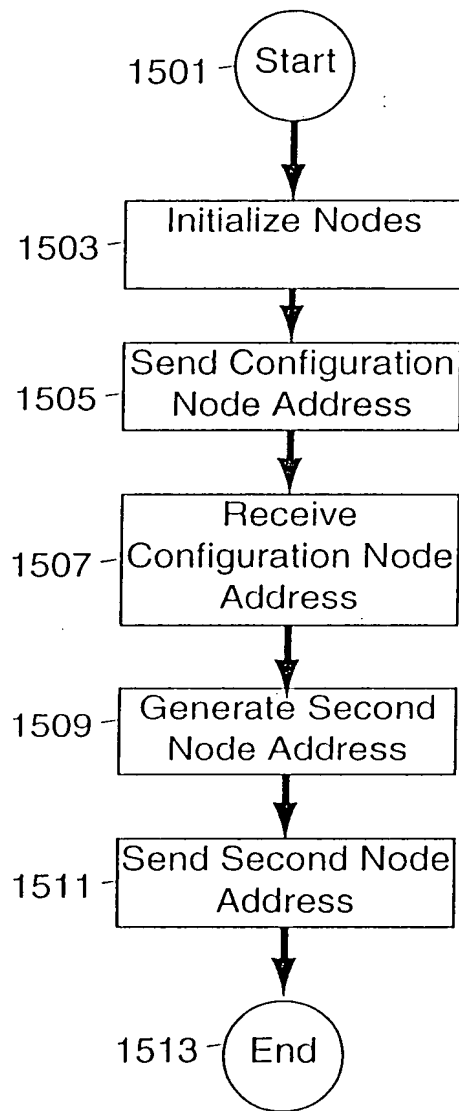 1501 Start
1503 Initialize Nodes
1505 Send Configuration
Node Address
1507 Receive
Configuration Node
Address
1509 Generate Second
Node Address
1511 Send Second Node
Address
1513 End